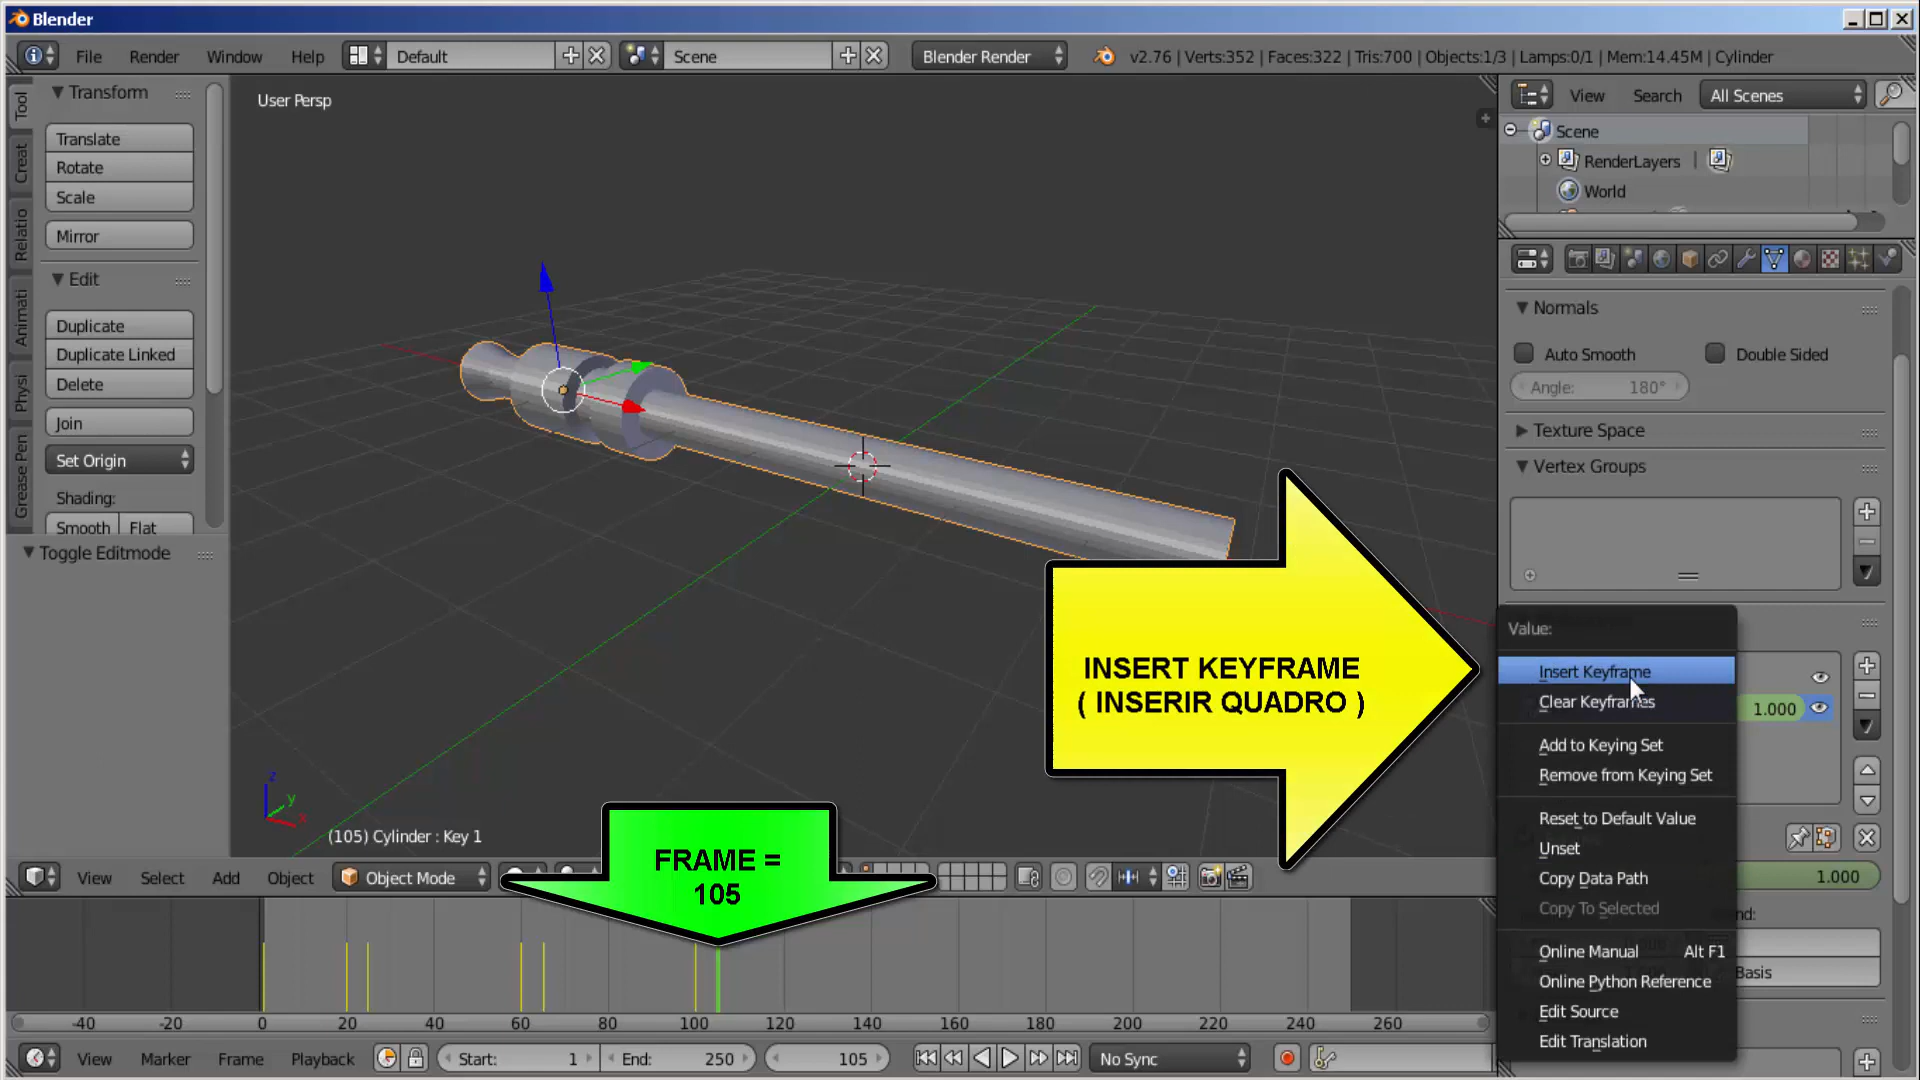 Blender
File Render Window Help Default Scene Blender Render v2.76 | Verts:352 | Faces:322 | Tris:700 | Objects:1/3 | Lamps:0/1 | Mem:14.45M | Cylinder
Tool
Creat
Relatio
Animati
Physi
Grease Pen
Transform
Translate
Rotate
Scale
Mirror
Edit
Duplicate
Duplicate Linked
Delete
Join
Set Origin
Shading:
Smooth Flat
Toggle Editmode
User Persp
z
y
x
(105) Cylinder : Key 1
INSERT KEYFRAME
( INSERIR QUADRO )
FRAME =
105
View Search All Scenes
Scene
RenderLayers
World
Normals
Auto Smooth Double Sided
Angle: 180°
Texture Space
Vertex Groups
Value:
Insert Keyframe
Clear Keyframes
Add to Keying Set
Remove from Keying Set
Reset to Default Value
Unset
Copy Data Path
Copy To Selected
Online Manual Alt F1
Online Python Reference
Edit Source
Edit Translation
1.000
1.000
Basis
View Select Add Object Object Mode
-40 -20 0 20 40 60 80 100 120 140 160 180 200 220 240 260
View Marker Frame Playback Start: 1 End: 250 105 No Sync